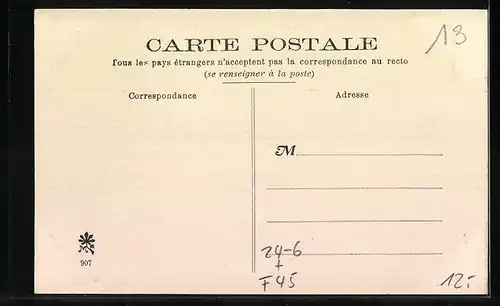 CARTE POSTALE
13
Tous les pays étrangers n'acceptent pas la correspondance au recto
(se renseigner à la poste)
Correspondance
Adresse
M
907
24-6
+
F45
12.-